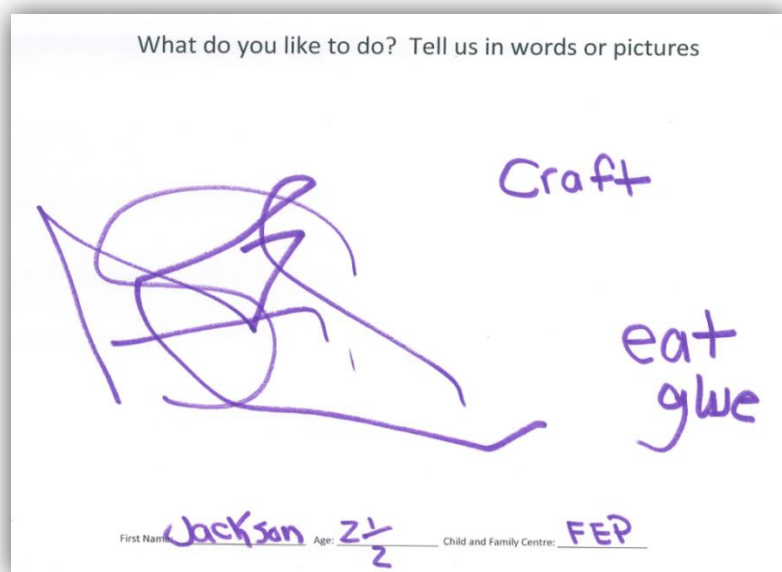 What do you like to do? Tell us in words or pictures
Craft
eat
glue
First Name: Jackson Age: 2 1/2 Child and Family Centre: FEP